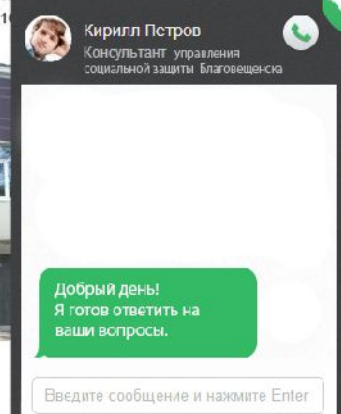 Кирилл Петров
Консультант управления
социальной защиты Благовещенска
Добрый день!
Я готов ответить на
ваши вопросы.
Введите сообщение и нажмите Enter